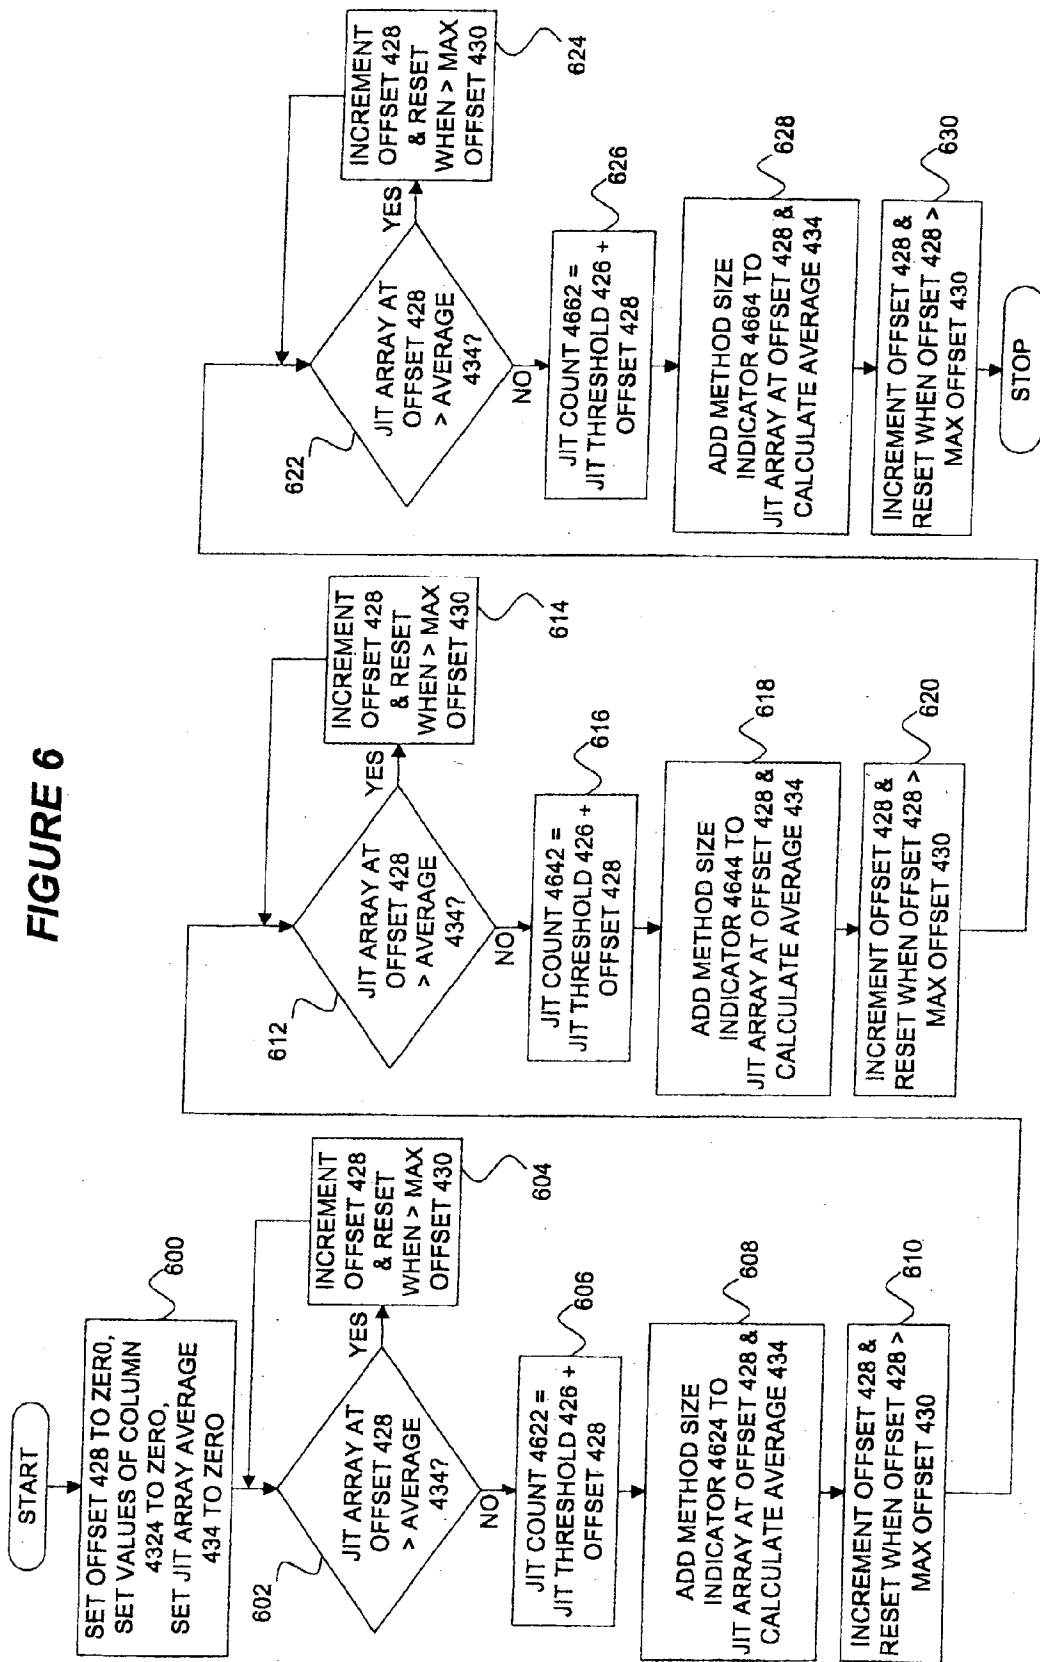 FIGURE 6
START
SET OFFSET 428 TO ZERO,
SET VALUES OF COLUMN
4324 TO ZERO,
SET JIT ARRAY AVERAGE
434 TO ZERO
600
JIT ARRAY AT
OFFSET 428
> AVERAGE
434?
602
YES
INCREMENT
OFFSET 428
& RESET
WHEN > MAX
OFFSET 430
604
NO
JIT COUNT 4622 =
JIT THRESHOLD 426 +
OFFSET 428
606
ADD METHOD SIZE
INDICATOR 4624 TO
JIT ARRAY AT OFFSET 428 &
CALCULATE AVERAGE 434
608
INCREMENT OFFSET 428 &
RESET WHEN OFFSET 428 >
MAX OFFSET 430
610
JIT ARRAY AT
OFFSET 428
> AVERAGE
434?
612
YES
INCREMENT
OFFSET 428
& RESET
WHEN > MAX
OFFSET 430
614
NO
JIT COUNT 4642 =
JIT THRESHOLD 426 +
OFFSET 428
616
ADD METHOD SIZE
INDICATOR 4644 TO
JIT ARRAY AT OFFSET 428 &
CALCULATE AVERAGE 434
618
INCREMENT OFFSET 428 &
RESET WHEN OFFSET 428 >
MAX OFFSET 430
620
JIT ARRAY AT
OFFSET 428
> AVERAGE
434?
622
YES
INCREMENT
OFFSET 428
& RESET
WHEN > MAX
OFFSET 430
624
NO
JIT COUNT 4662 =
JIT THRESHOLD 426 +
OFFSET 428
626
ADD METHOD SIZE
INDICATOR 4664 TO
JIT ARRAY AT OFFSET 428 &
CALCULATE AVERAGE 434
628
INCREMENT OFFSET 428 &
RESET WHEN OFFSET 428 >
MAX OFFSET 430
630
STOP